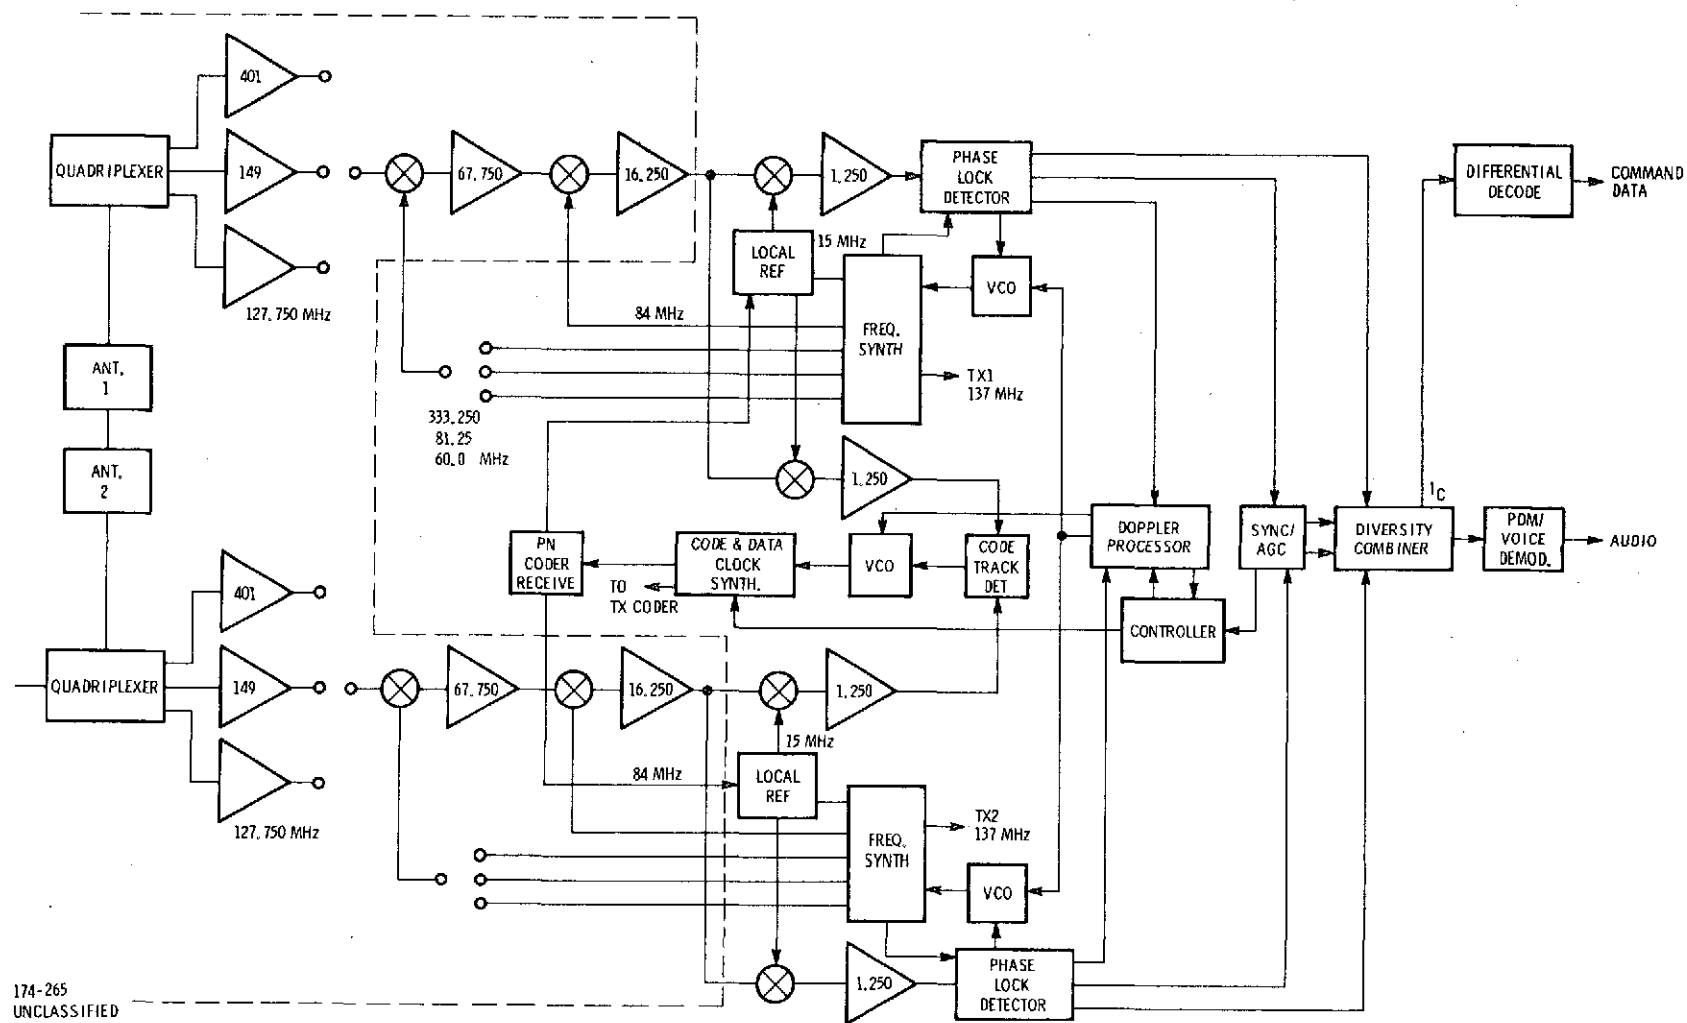 401
QUADRIPLEXER
149
127.750 MHz
67.750
16.250
1.250
PHASE
LOCK
DETECTOR
DIFFERENTIAL
DECODE
COMMAND
DATA
LOCAL
REF
15 MHz
VCO
84 MHz
FREQ.
SYNTH
TX1
137 MHz
ANT.
1
333.250
81.25
60.0 MHz
ANT.
2
1.250
PN
CODER
RECEIVE
CODE & DATA
CLOCK
SYNTH.
TO
TX CODER
VCO
CODE
TRACK
DET
DOPPLER
PROCESSOR
CONTROLLER
SYNC/
AGC
IC
DIVERSITY
COMBINER
PDM/
VOICE
DEMOD.
AUDIO
401
QUADRIPLEXER
149
127.750 MHz
67.750
16.250
1.250
15 MHz
84 MHz
LOCAL
REF
FREQ.
SYNTH
TX2
137 MHz
VCO
1.250
PHASE
LOCK
DETECTOR
174-265
UNCLASSIFIED